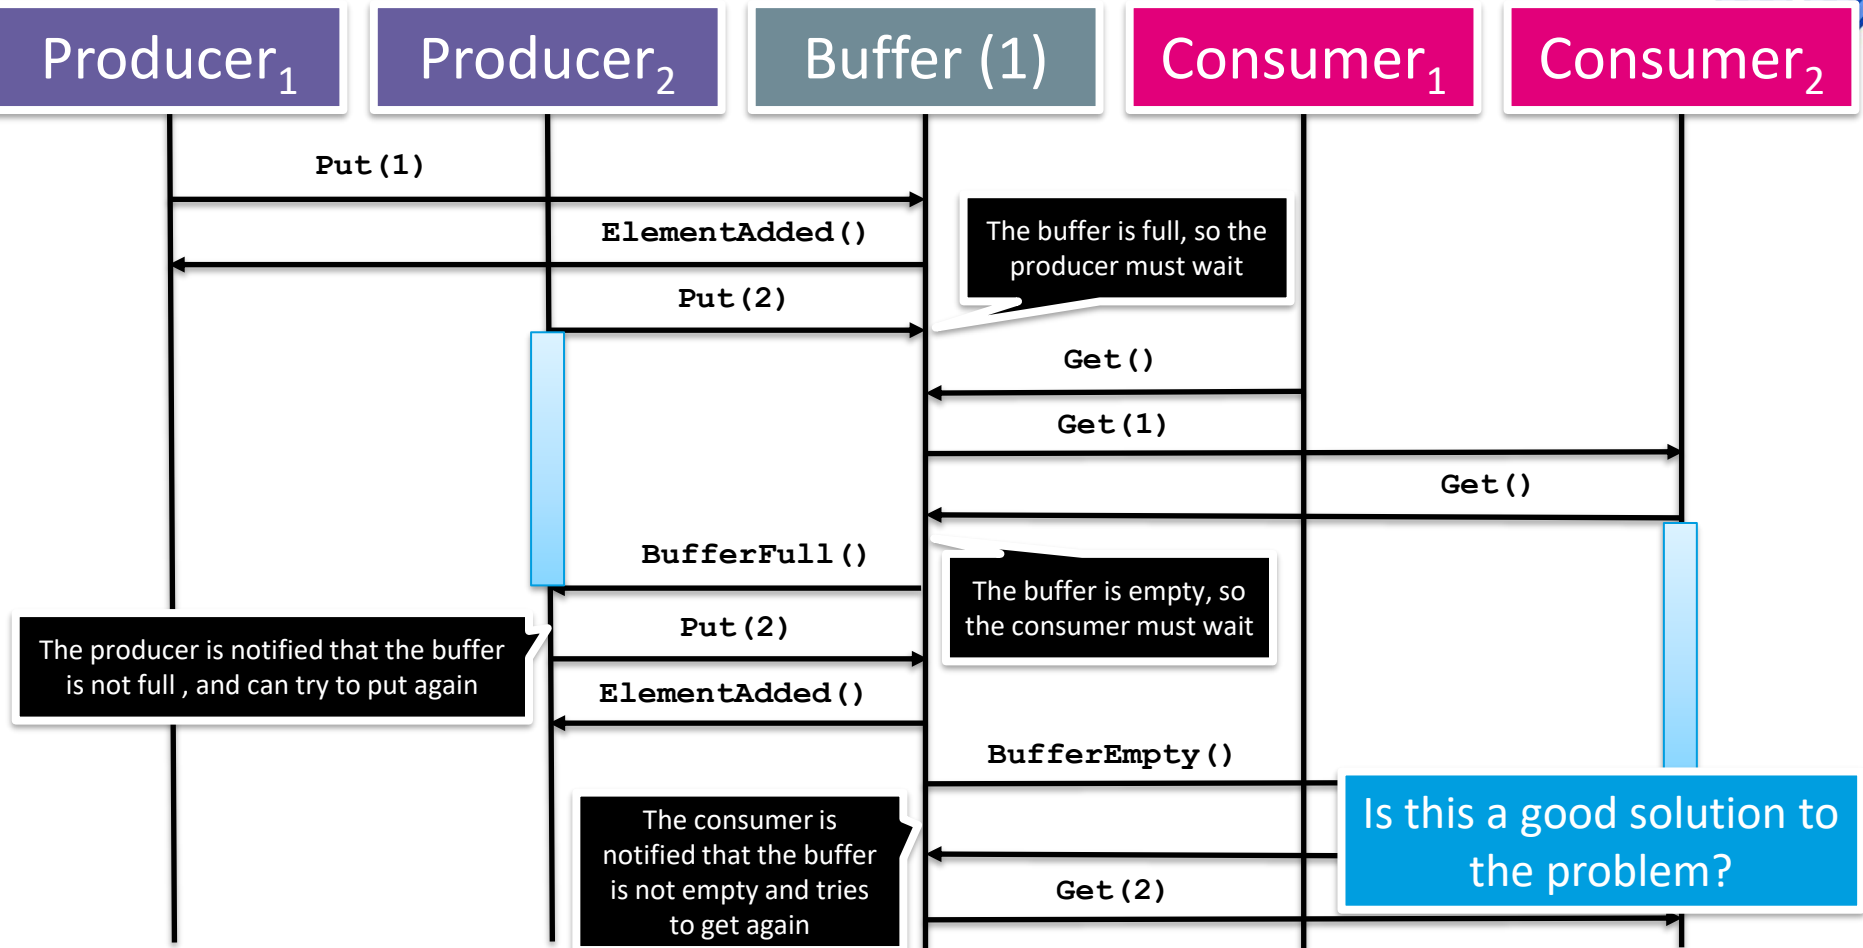 Producer1
Producer2
Buffer (1)
Consumer1
Consumer2
Put(1)
ElementAdded()
The buffer is full, so the
producer must wait
Put(2)
Get()
Get(1)
Get()
BufferFull()
The buffer is empty, so
the consumer must wait
Put(2)
The producer is notified that the buffer
is not full , and can try to put again
ElementAdded()
BufferEmpty()
Is this a good solution to
the problem?
The consumer is
notified that the buffer
is not empty and tries
to get again
Get(2)